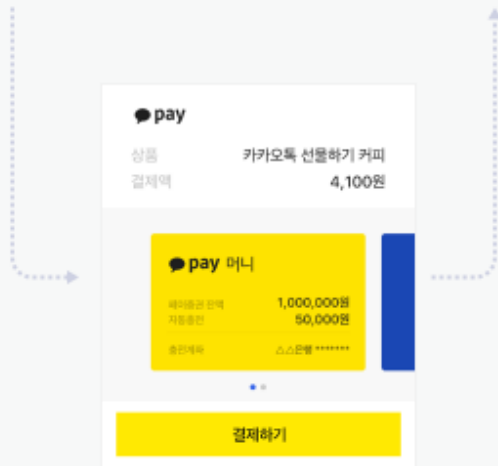 pay
상품 카카오톡 선물하기 커피
결제액 4,100원
pay 머니
페이증권 잔액 1,000,000원
자동충전 50,000원
충전계좌 △△은행 *******
결제하기